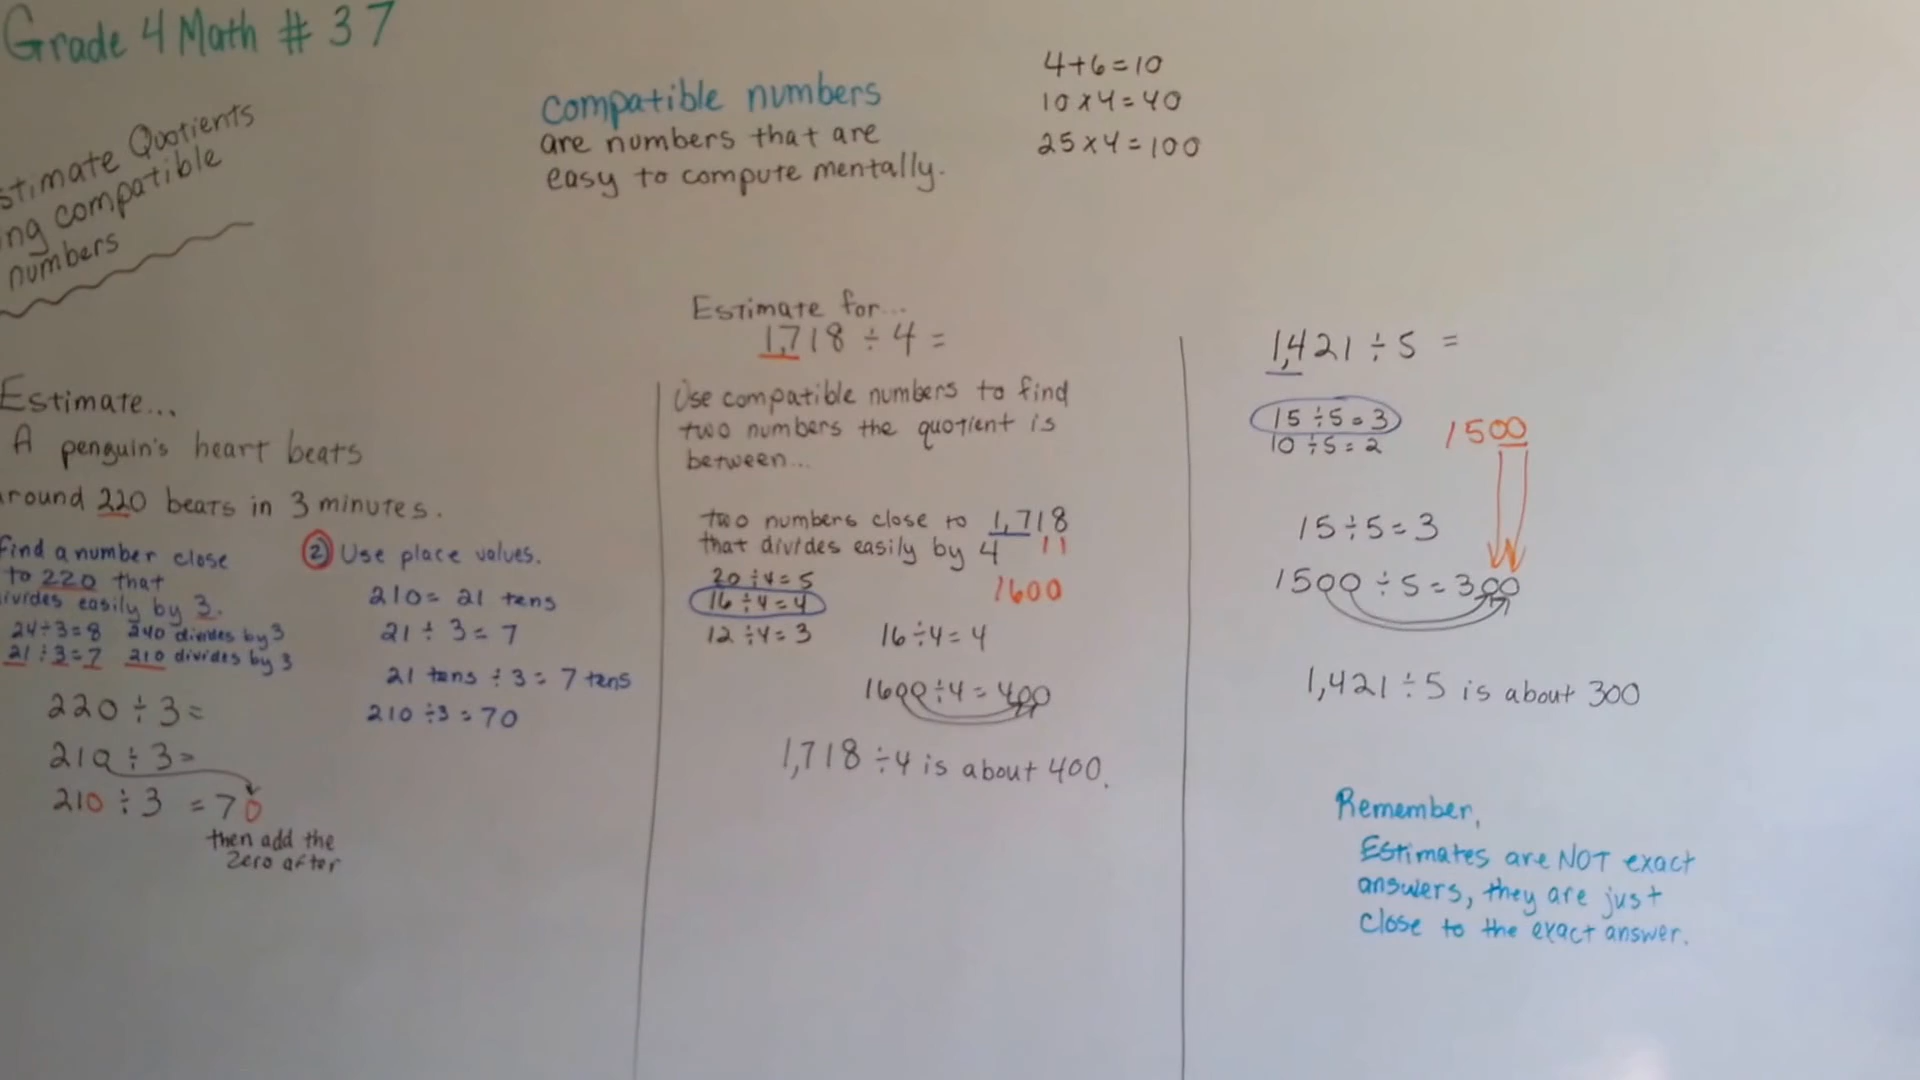 Grade 4 Math # 37
stimate Quotients
ng compatible
numbers
compatible numbers
are numbers that are
easy to compute mentally.
4+6=10
10×4=40
25×4=100
Estimate...
A penguin's heart beats
round 220 beats in 3 minutes.
Find a number close
to 220 that
ivides easily by 3.
24÷3=8 240 divides by 3
21÷3=7 210 divides by 3
220÷3=
210÷3=
210÷3=70
then add the
zero after
② Use place values.
210= 21 tens
21÷3=7
21 tens ÷3= 7 tens
210÷3=70
Estimate for...
1,718÷4=
Use compatible numbers to find
two numbers the quotient is
between...
two numbers close to 1,718
that divides easily by 4
20÷4=5
16÷4=4
12÷4=3
1600
16÷4=4
1600÷4=400
1,718÷4 is about 400.
1,421÷5 =
15÷5=3
10÷5=2
1500
15÷5=3
1500÷5=300
1,421÷5 is about 300
Remember,
Estimates are NOT exact
answers, they are just
close to the exact answer.